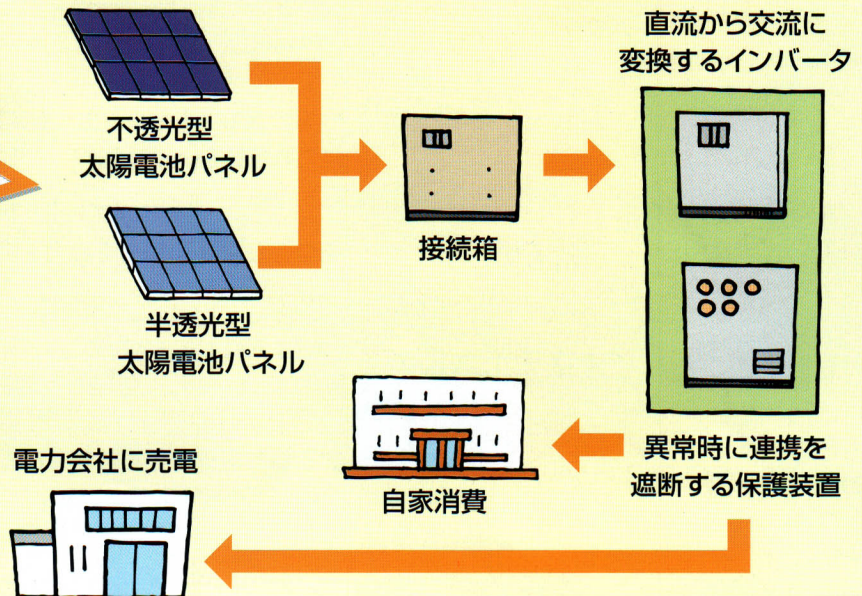 不透光型
太陽電池パネル
半透光型
太陽電池パネル
接続箱
直流から交流に
変換するインバータ
異常時に連携を
遮断する保護装置
自家消費
電力会社に売電